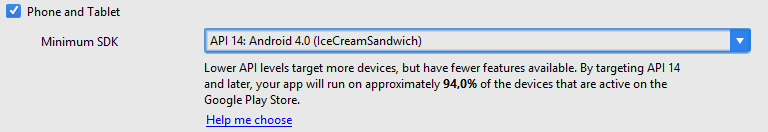 Phone and Tablet
Minimum SDK
API 14: Android 4.0 (IceCreamSandwich)
Lower API levels target more devices, but have fewer features available. By targeting API 14
and later, your app will run on approximately 94,0% of the devices that are active on the
Google Play Store.
Help me choose